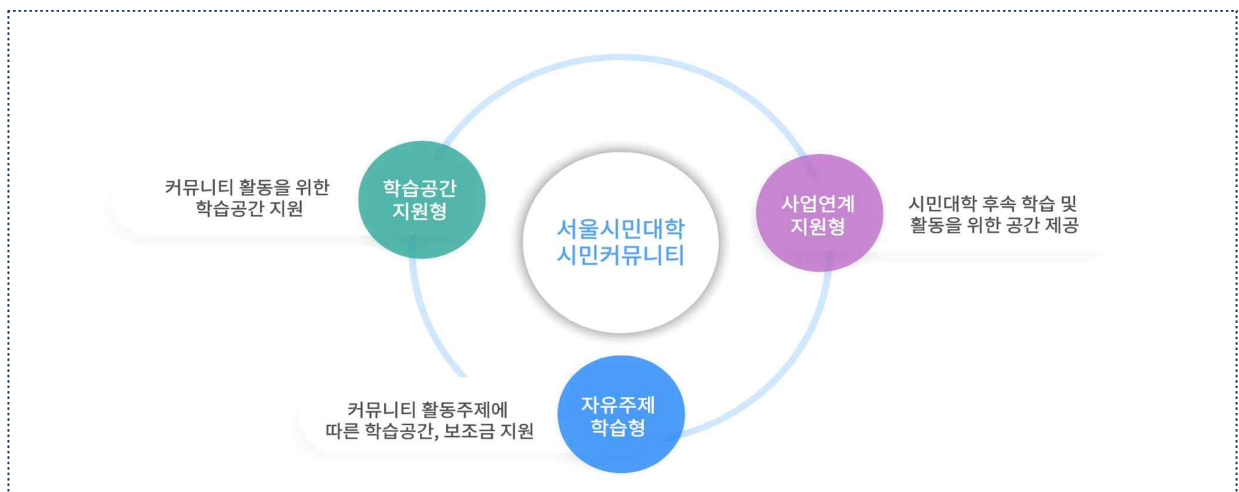 커뮤니티 활동을 위한
학습공간 지원
학습공간
지원형
서울시민대학
시민커뮤니티
사업연계
지원형
시민대학 후속 학습 및
활동을 위한 공간 제공
커뮤니티 활동주제에
따른 학습공간, 보조금 지원
자유주제
학습형